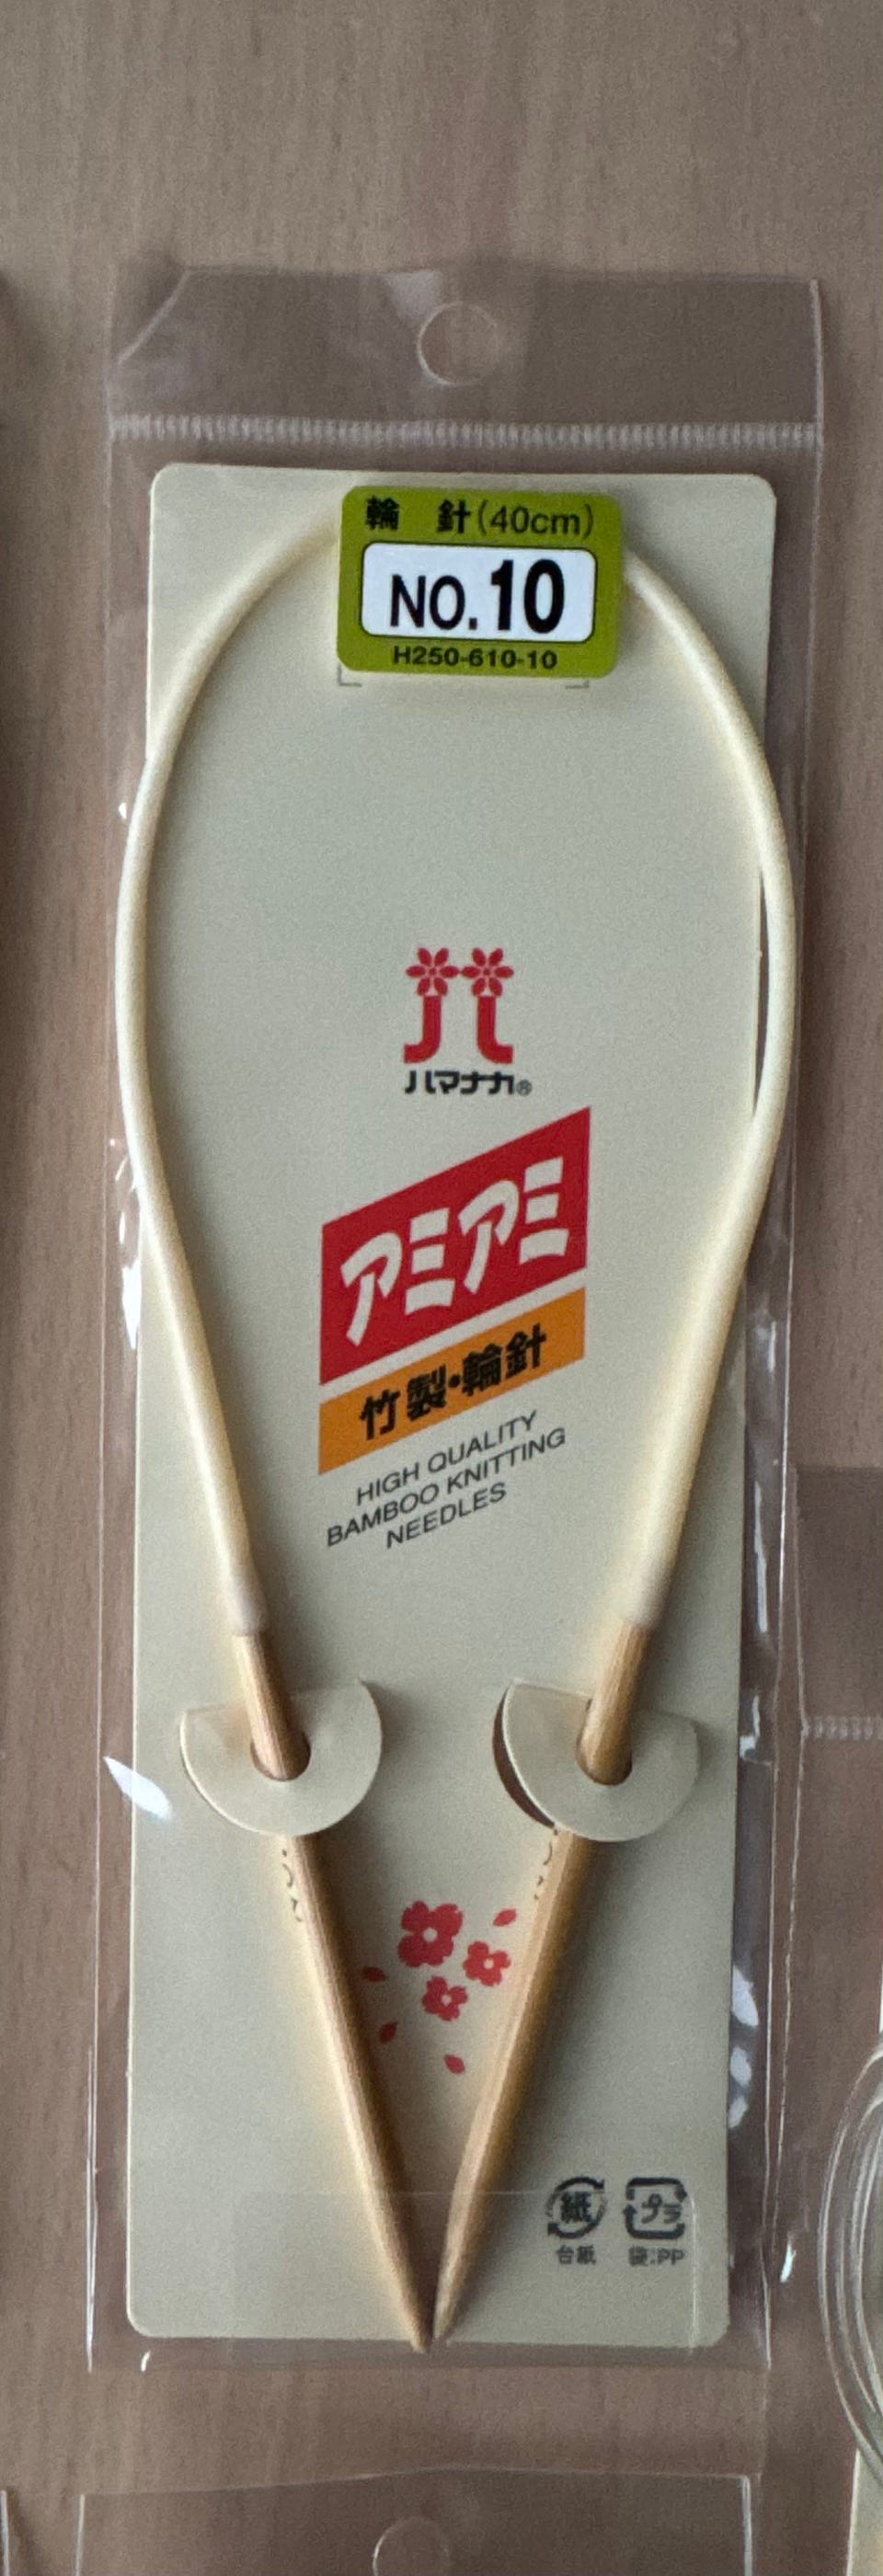 輪 針(40cm)
NO.10
H250-610-10
ハマナカ®
アミアミ
竹製・輪針
HIGH QUALITY
BAMBOO KNITTING
NEEDLES
紙 プラ
台紙 袋:PP